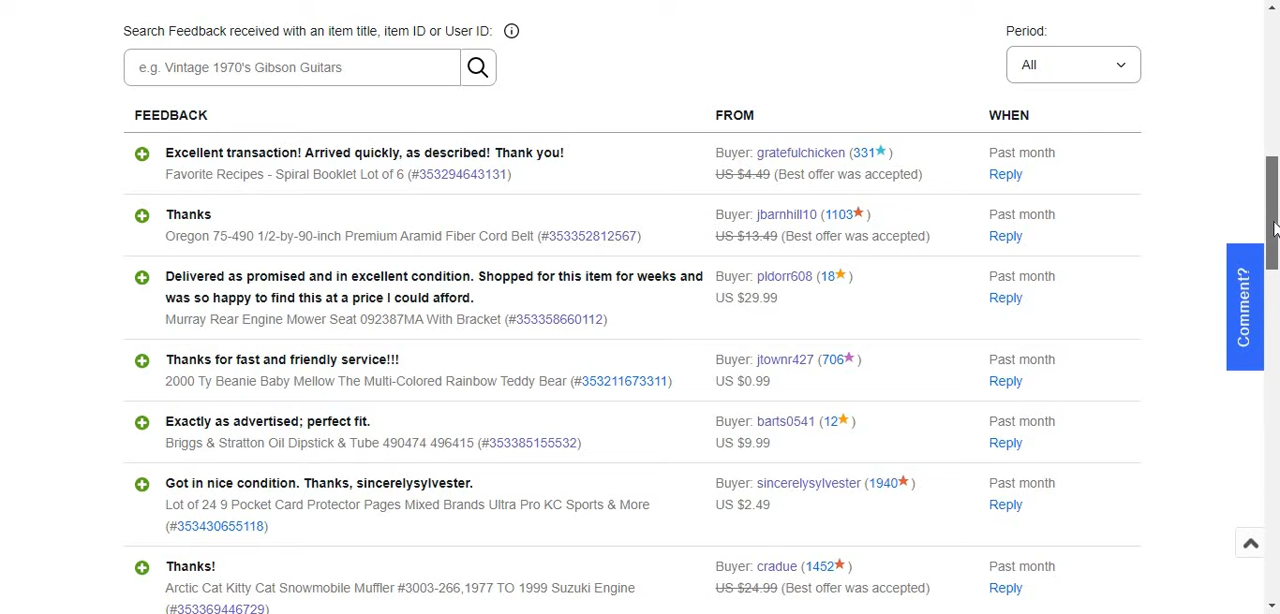 Search Feedback received with an item title, item ID or User ID:
Period:
e.g. Vintage 1970's Gibson Guitars
All
FEEDBACK FROM WHEN
Excellent transaction! Arrived quickly, as described! Thank you! Buyer: gratefulchicken (331★) Past month
Favorite Recipes - Spiral Booklet Lot of 6 (#353294643131) US $4.49 (Best offer was accepted) Reply
Thanks Buyer: jbarnhill10 (1103★) Past month
Oregon 75-490 1/2-by-90-inch Premium Aramid Fiber Cord Belt (#353352812567) US $13.49 (Best offer was accepted) Reply
Delivered as promised and in excellent condition. Shopped for this item for weeks and Buyer: pldorr608 (18★) Past month
was so happy to find this at a price I could afford. US $29.99 Reply
Murray Rear Engine Mower Seat 092387MA With Bracket (#353358660112)
Thanks for fast and friendly service!!! Buyer: jtownr427 (706★) Past month
2000 Ty Beanie Baby Mellow The Multi-Colored Rainbow Teddy Bear (#353211673311) US $0.99 Reply
Exactly as advertised; perfect fit. Buyer: barts0541 (12★) Past month
Briggs & Stratton Oil Dipstick & Tube 490474 496415 (#353385155532) US $9.99 Reply
Got in nice condition. Thanks, sincerelysylvester. Buyer: sincerelysylvester (1940★) Past month
Lot of 24 9 Pocket Card Protector Pages Mixed Brands Ultra Pro KC Sports & More US $2.49 Reply
(#353430655118)
Thanks! Buyer: cradue (1452★) Past month
Arctic Cat Kitty Cat Snowmobile Muffler #3003-266,1977 TO 1999 Suzuki Engine US $24.99 (Best offer was accepted) Reply
(#353369446729)
Comment?